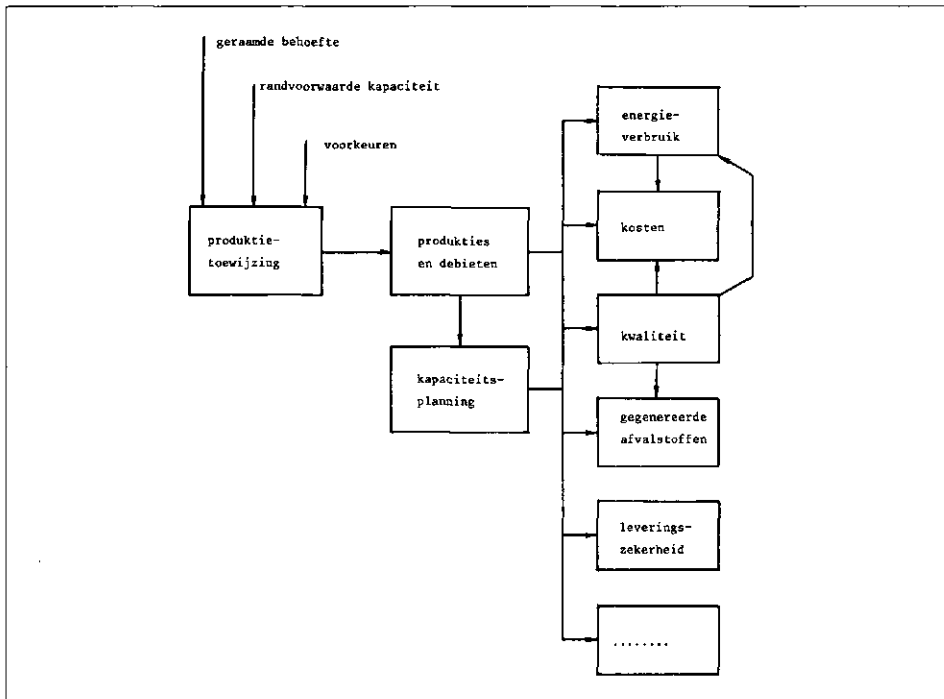 geraamde behoefte
randvoorwaarde kapaciteit
voorkeuren
produktie-
toewijzing
produkties
en debieten
kapaciteits-
planning
energie-
verbruik
kosten
kwaliteit
gegenereerde
afvalstoffen
leverings-
zekerheid
........